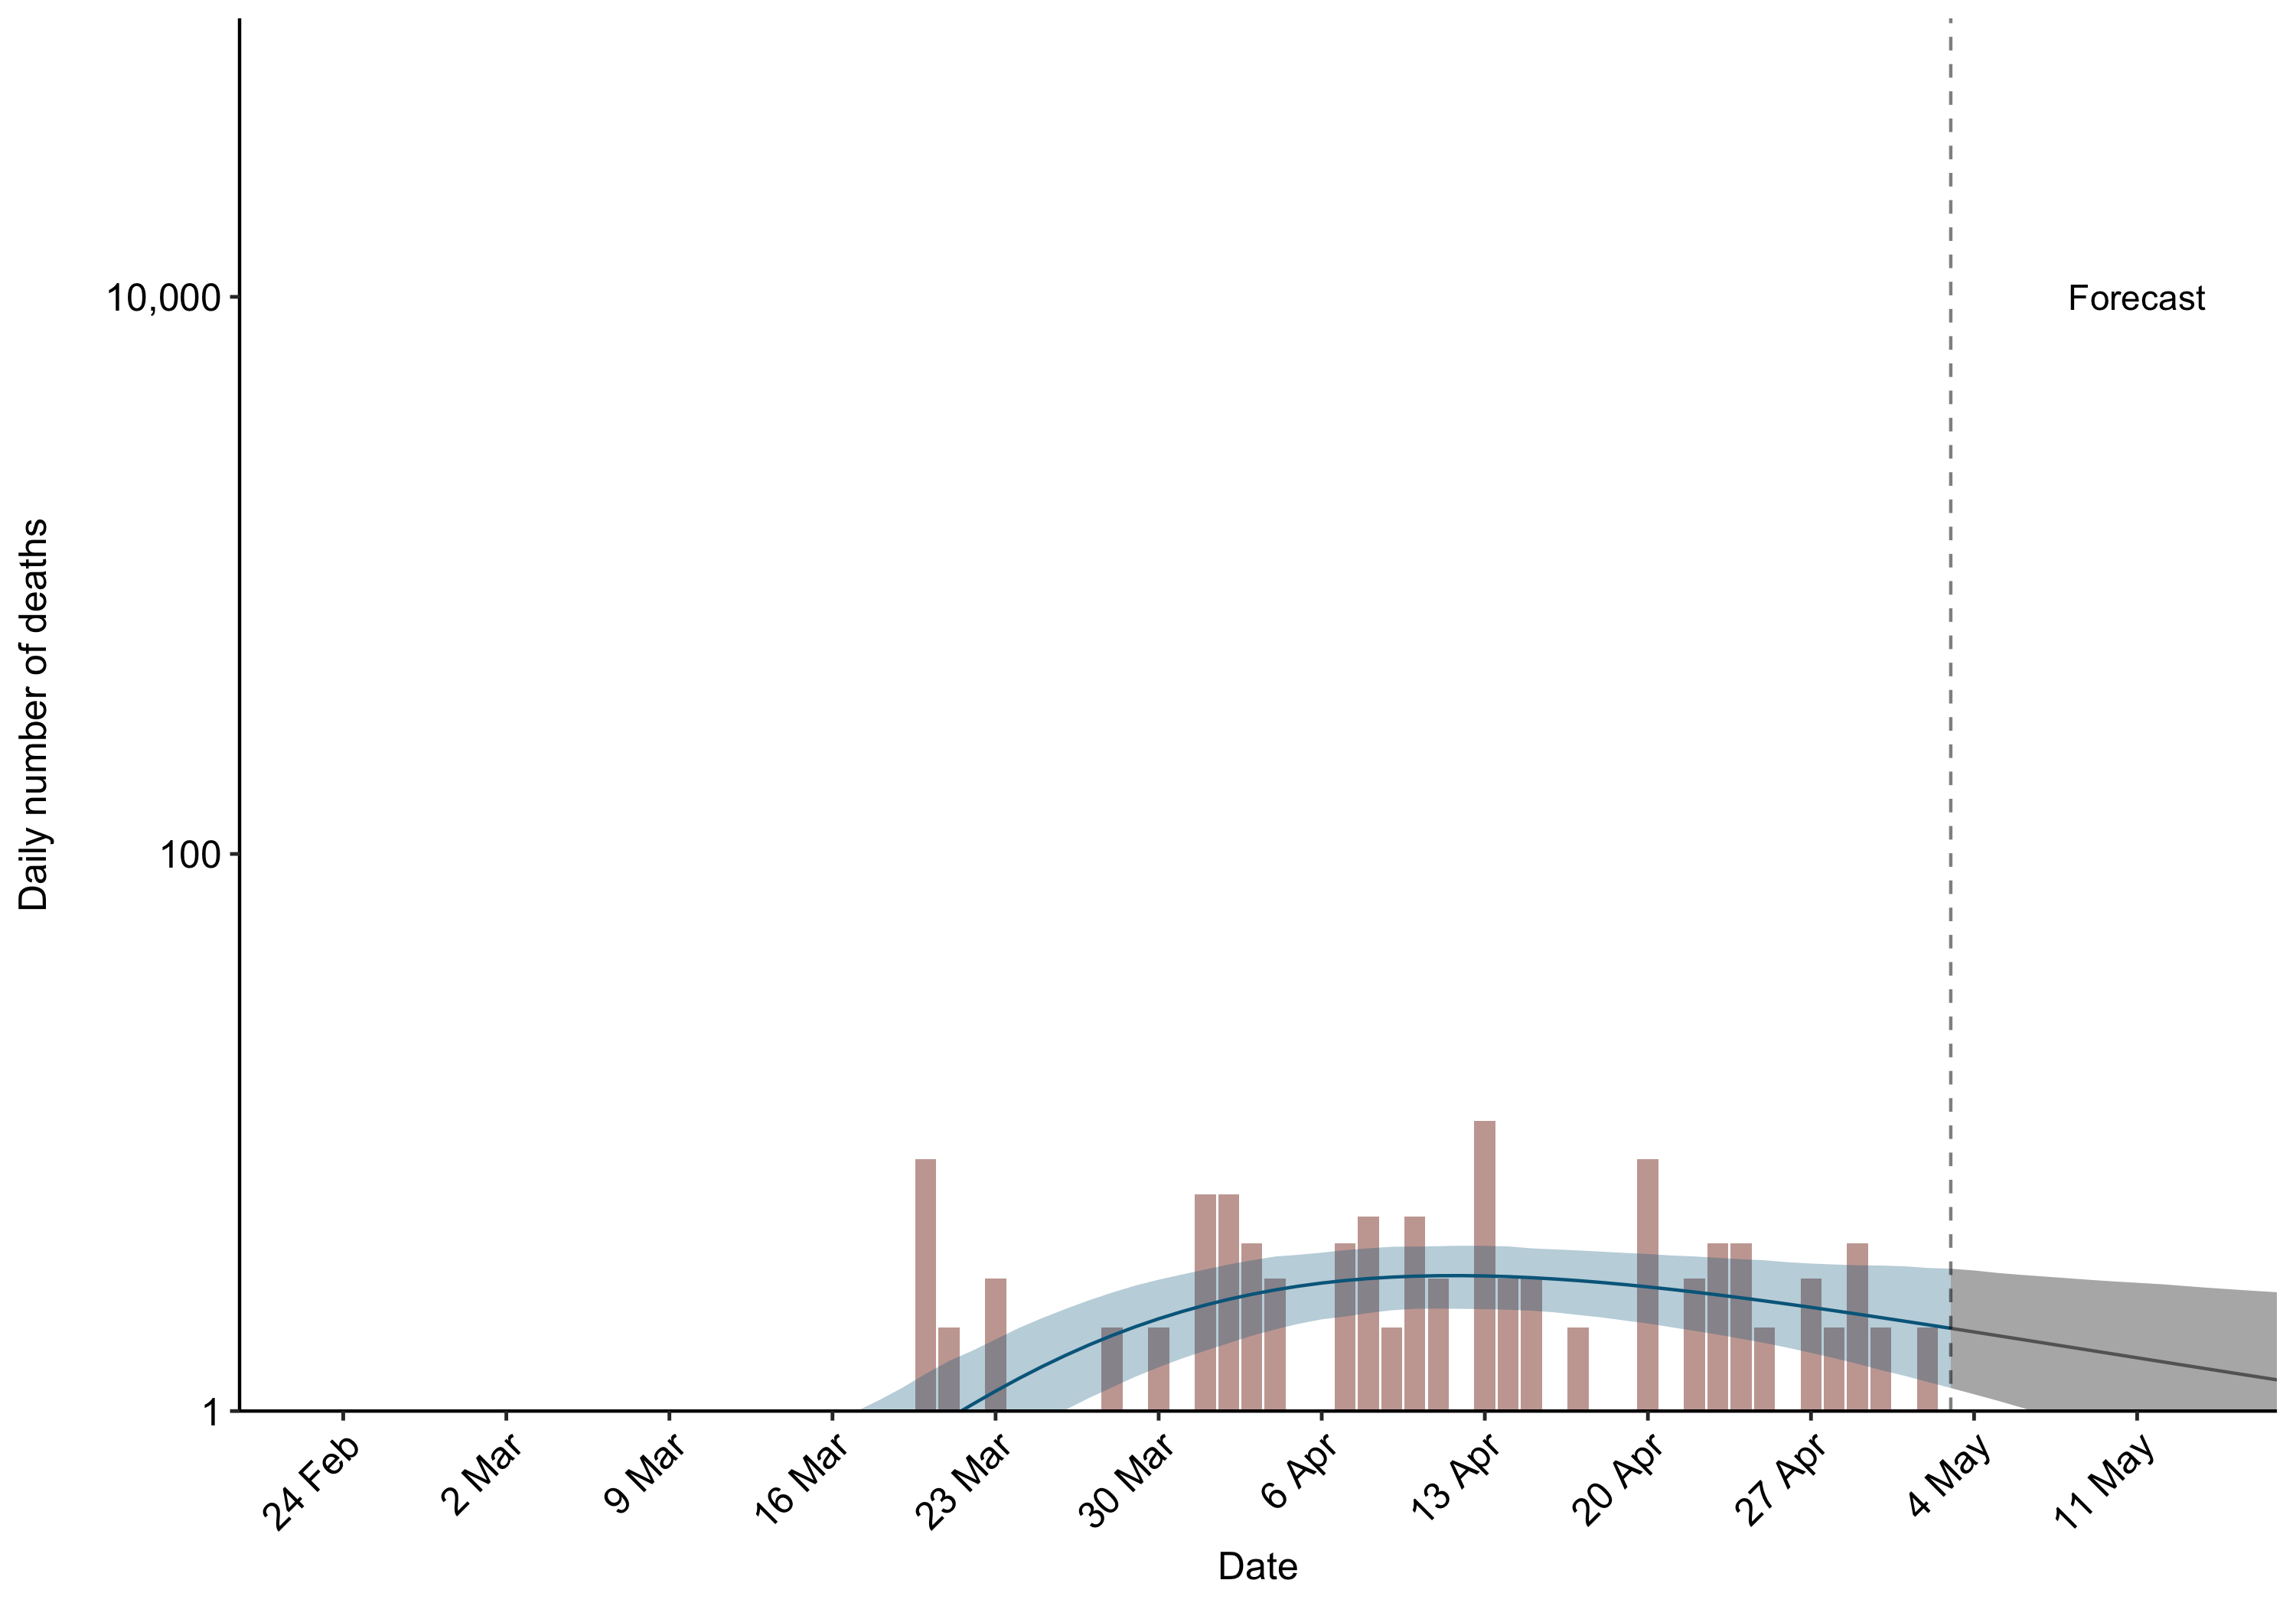 10,000
100
1
Daily number of deaths
Forecast
24 Feb
2 Mar
9 Mar
16 Mar
23 Mar
30 Mar
6 Apr
13 Apr
20 Apr
27 Apr
4 May
11 May
Date